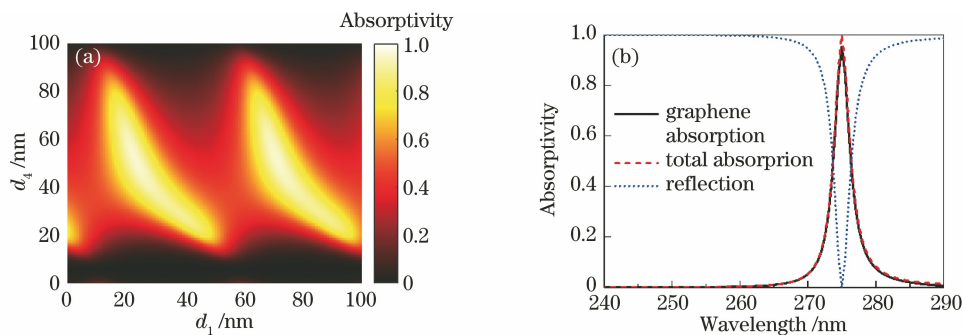 Absorptivity
(a)
100
80
60
40
20
0
d4 /nm
0 20 40 60 80 100
d1 /nm
1.0
0.8
0.6
0.4
0.2
0
(b)
1.0
0.8
0.6
0.4
0.2
0
Absorptivity
graphene
absorption
total absorprion
reflection
240 250 260 270 280 290
Wavelength /nm